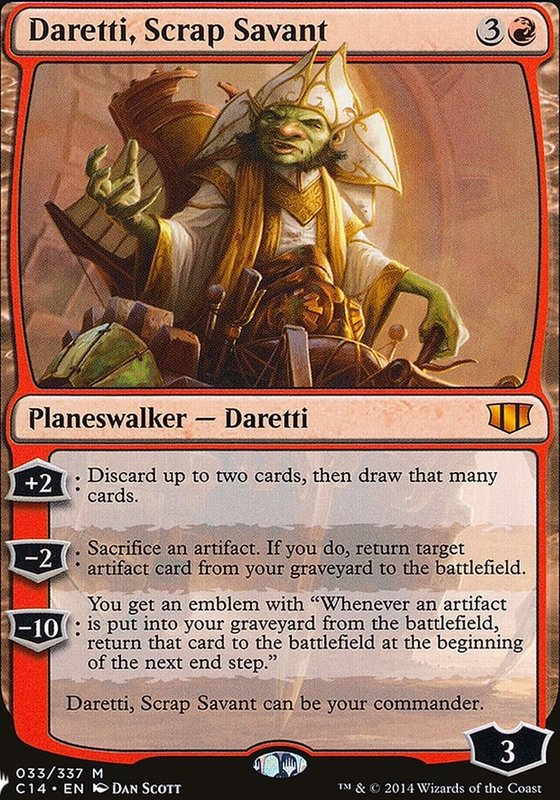 Daretti, Scrap Savant 3
Planeswalker — Daretti
+2 : Discard up to two cards, then draw that many
cards.
−2 : Sacrifice an artifact. If you do, return target
artifact card from your graveyard to the battlefield.
You get an emblem with “Whenever an artifact
−10 : is put into your graveyard from the battlefield,
return that card to the battlefield at the beginning
of the next end step.”
Daretti, Scrap Savant can be your commander.
3
033/337 M
C14 • EN Dan Scott
™ & © 2014 Wizards of the Coast